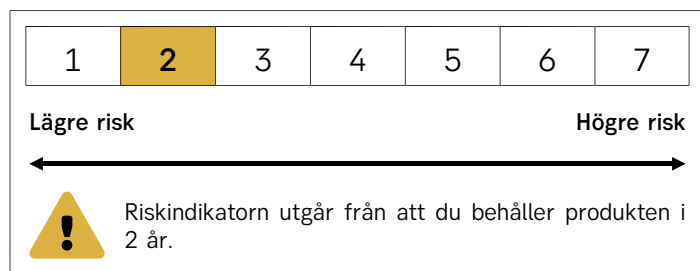 1 2 3 4 5 6 7
Lägre risk Högre risk
Riskindikatorn utgår från att du behåller produkten i
2 år.